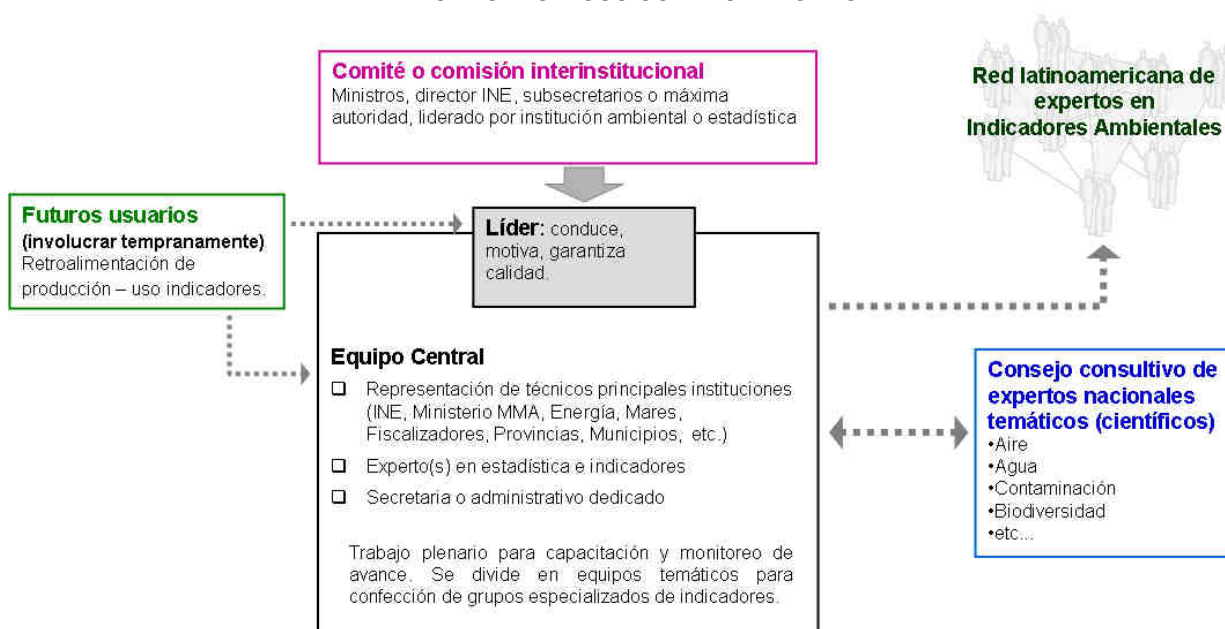 Comité o comisión interinstitucional
Ministros, director INE, subsecretarios o máxima
autoridad, liderado por institución ambiental o estadística
Red latinoamericana de
expertos en
Indicadores Ambientales
Futuros usuarios
(involucrar tempranamente)
Retroalimentación de
producción – uso indicadores.
Líder: conduce,
motiva, garantiza
calidad.
Equipo Central
❑ Representación de técnicos principales instituciones
(INE, Ministerio MMA, Energía, Mares,
Fiscalizadores, Provincias, Municipios, etc.)
❑ Experto(s) en estadística e indicadores
❑ Secretaria o administrativo dedicado
Trabajo plenario para capacitación y monitoreo de
avance. Se divide en equipos temáticos para
confección de grupos especializados de indicadores.
Consejo consultivo de
expertos nacionales
temáticos (científicos)
•Aire
•Agua
•Contaminación
•Biodiversidad
•etc...